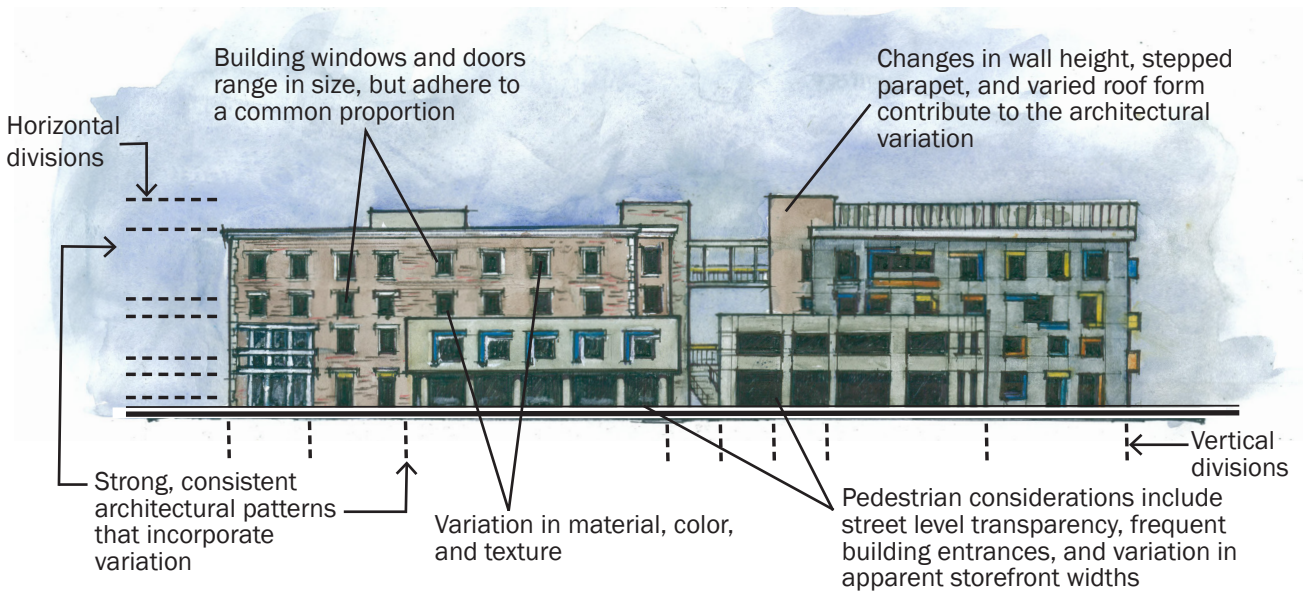 Building windows and doors
range in size, but adhere to
a common proportion
Changes in wall height, stepped
parapet, and varied roof form
contribute to the architectural
variation
Horizontal
divisions
Vertical
divisions
Strong, consistent
architectural patterns
that incorporate
variation
Variation in material, color,
and texture
Pedestrian considerations include
street level transparency, frequent
building entrances, and variation in
apparent storefront widths